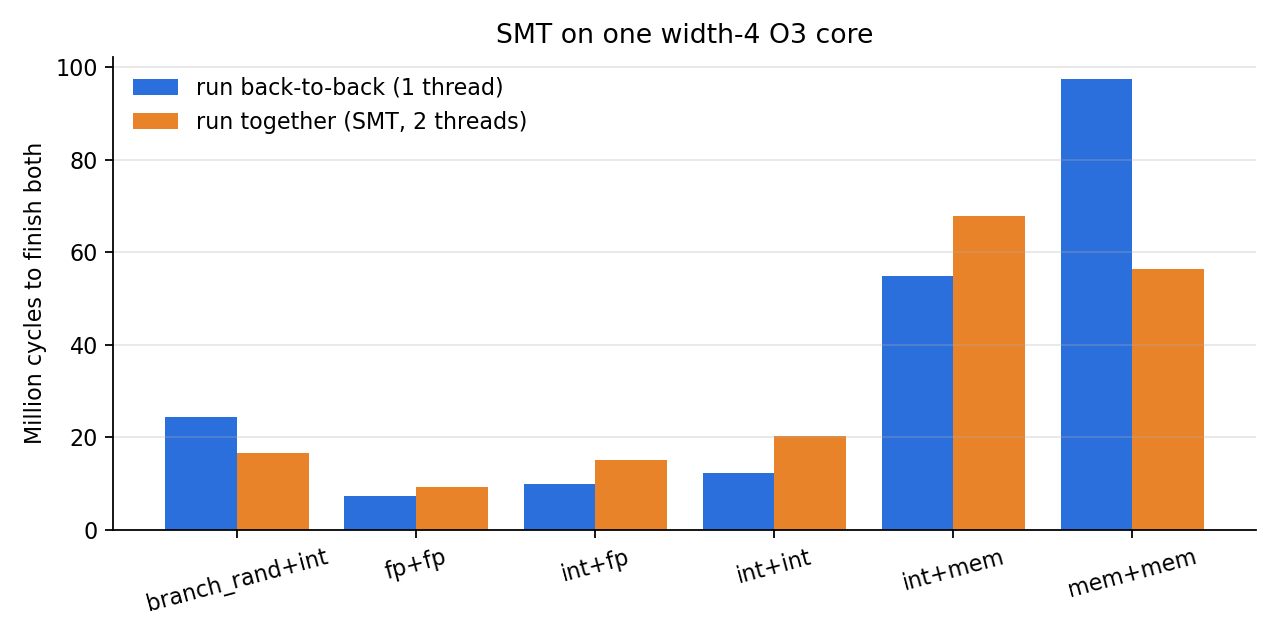 SMT on one width-4 O3 core
run back-to-back (1 thread)
run together (SMT, 2 threads)
Million cycles to finish both
100
80
60
40
20
0
branch_rand+int
fp+fp
int+fp
int+int
int+mem
mem+mem